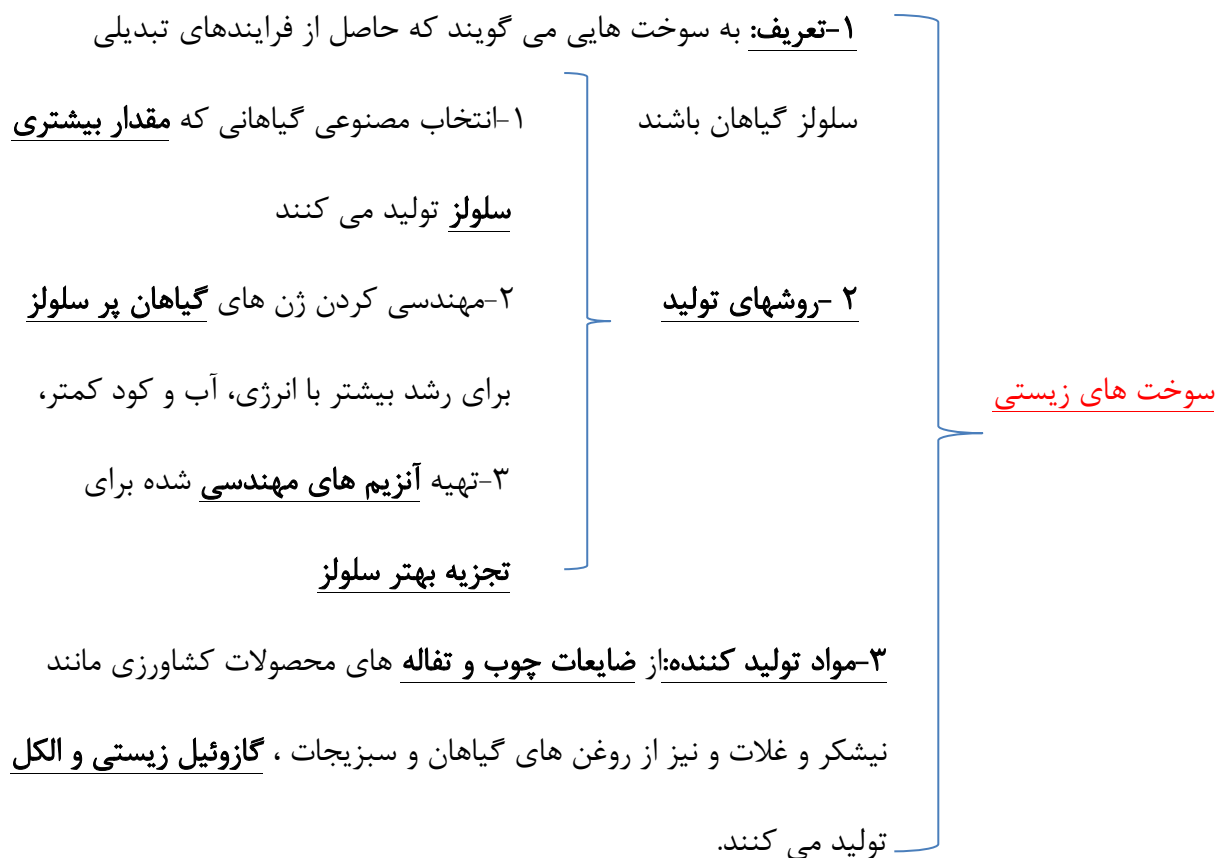 سوخت های زیستی
۱-تعریف: به سوخت هایی می گویند که حاصل از فرایندهای تبدیلی
سلولز گیاهان باشند
۲ -روشهای تولید
۱-انتخاب مصنوعی گیاهانی که مقدار بیشتری
سلولز تولید می کنند
۲-مهندسی کردن ژن های گیاهان پر سلولز
برای رشد بیشتر با انرژی، آب و کود کمتر،
۳-تهیه آنزیم های مهندسی شده برای
تجزیه بهتر سلولز
۳-مواد تولید کننده:از ضایعات چوب و تفاله های محصولات کشاورزی مانند
نیشکر و غلات و نیز از روغن های گیاهان و سبزیجات ، گازوئیل زیستی و الکل
تولید می کنند.